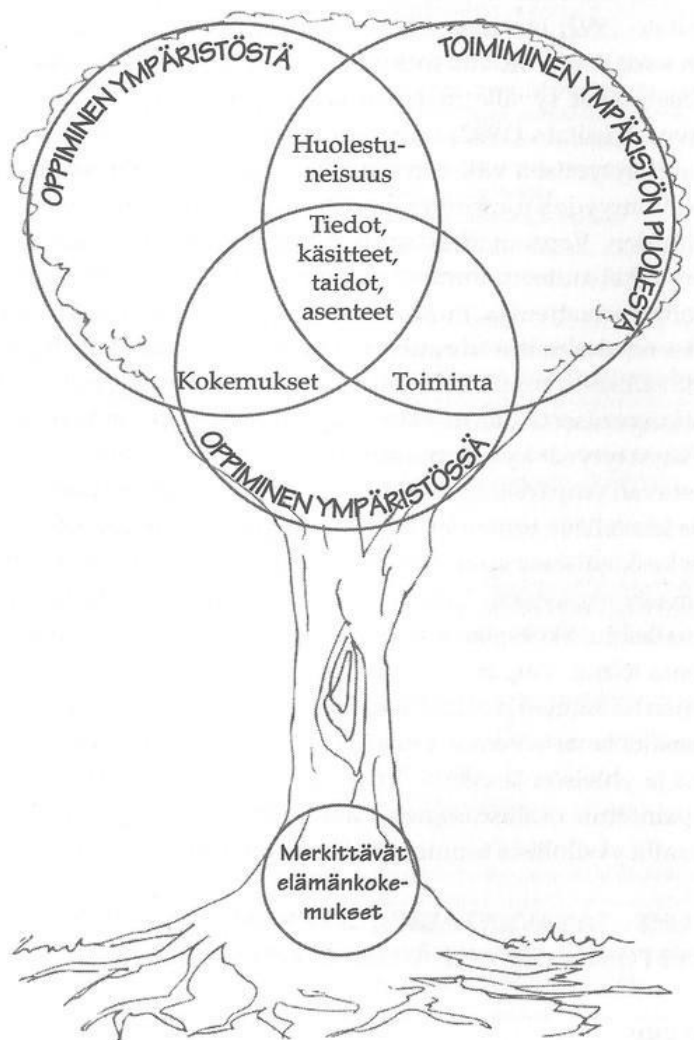 OPPIMINEN YMPÄRISTÖSTÄ
TOIMIMINEN YMPÄRISTÖN PUOLESTA
Huolestu-
neisuus
Tiedot,
käsitteet,
taidot,
asenteet
Kokemukset
Toiminta
OPPIMINEN YMPÄRISTÖSSÄ
Merkittävät
elämänkoke-
mukset